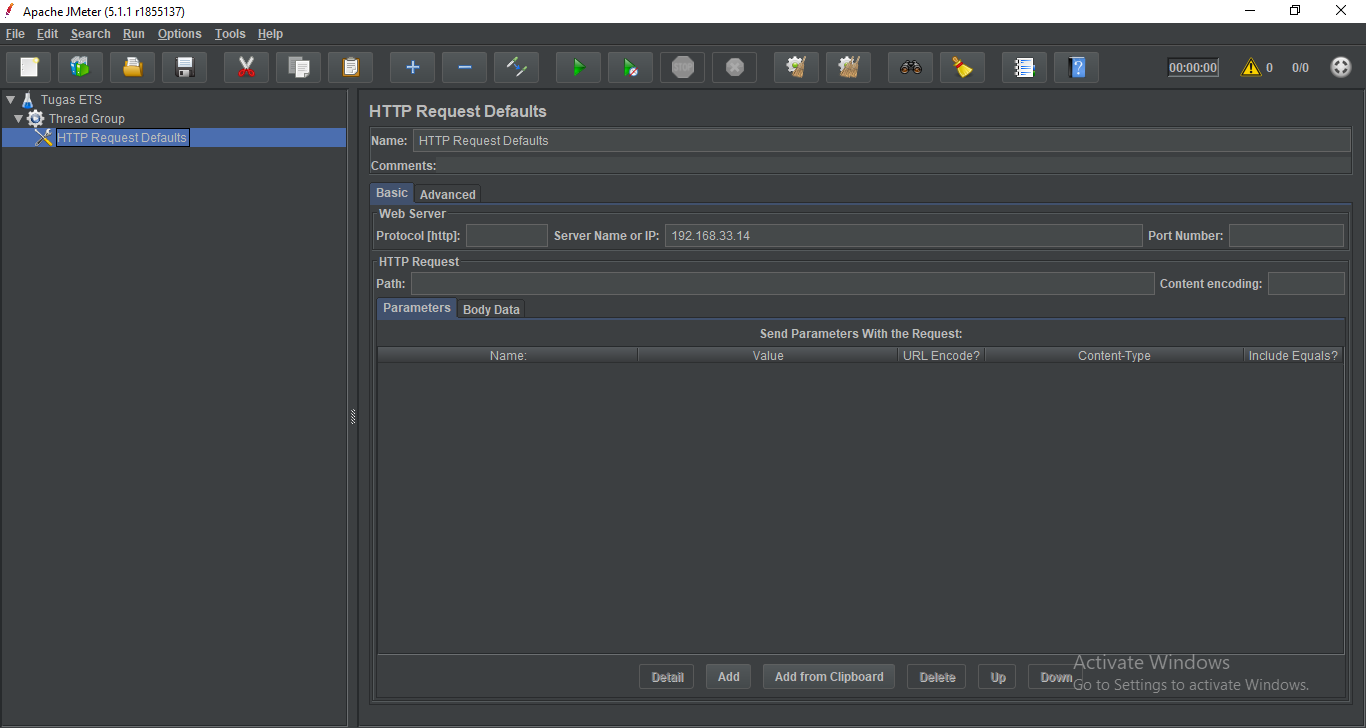 Apache JMeter (5.1.1 r1855137)
File Edit Search Run Options Tools Help
STOP
?
00:00:00 0 0/0
Tugas ETS
Thread Group
HTTP Request Defaults
HTTP Request Defaults
Name: HTTP Request Defaults
Comments:
Basic Advanced
Web Server
Protocol [http]: Server Name or IP: 192.168.33.14 Port Number:
HTTP Request
Path: Content encoding:
Parameters Body Data
Send Parameters With the Request:
Name: Value URL Encode? Content-Type Include Equals?
Detail Add Add from Clipboard Delete Up Down
Activate Windows
Go to Settings to activate Windows.